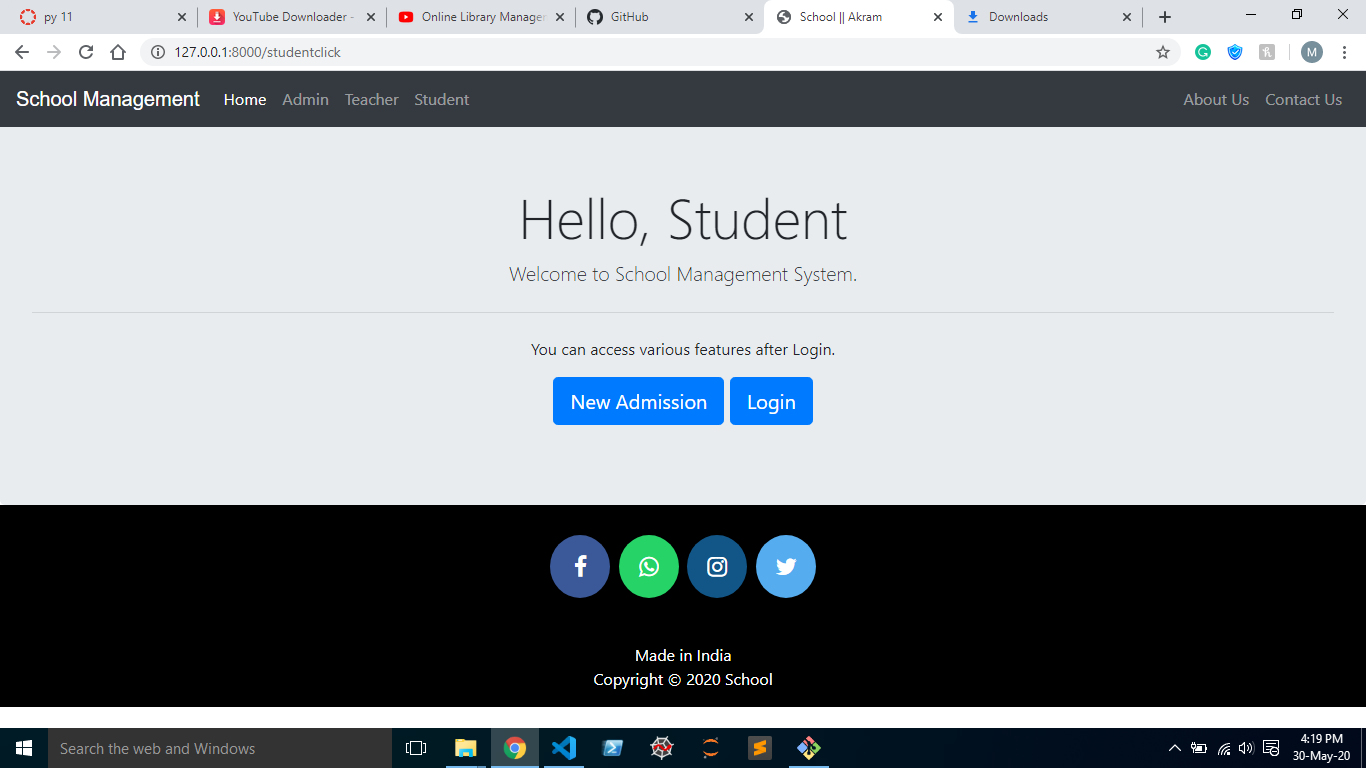 py 11
YouTube Downloader -
Online Library Manage
GitHub
School || Akram
Downloads
127.0.0.1:8000/studentclick
M
School Management Home Admin Teacher Student About Us Contact Us
Hello, Student
Welcome to School Management System.
You can access various features after Login.
New Admission Login
Made in India
Copyright © 2020 School
Search the web and Windows
4:19 PM
30-May-20